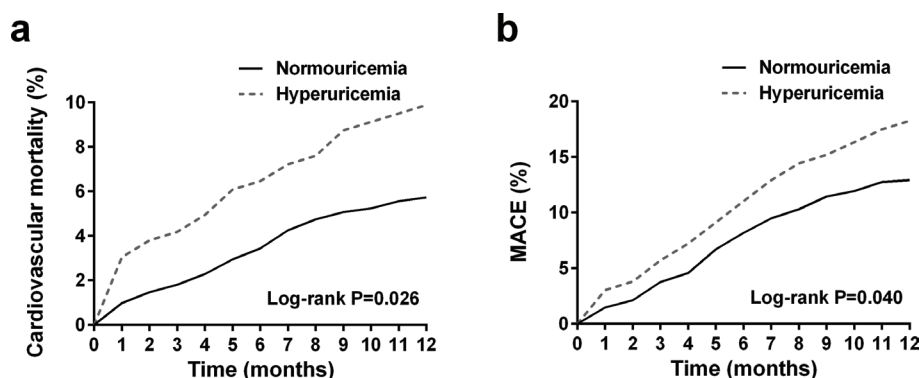 a
Normouricemia
Hyperuricemia
Cardiovascular mortality (%)
10
8
6
4
2
0
Log-rank P=0.026
0 1 2 3 4 5 6 7 8 9 10 11 12
Time (months)
b
Normouricemia
Hyperuricemia
MACE (%)
20
15
10
5
0
Log-rank P=0.040
0 1 2 3 4 5 6 7 8 9 10 11 12
Time (months)